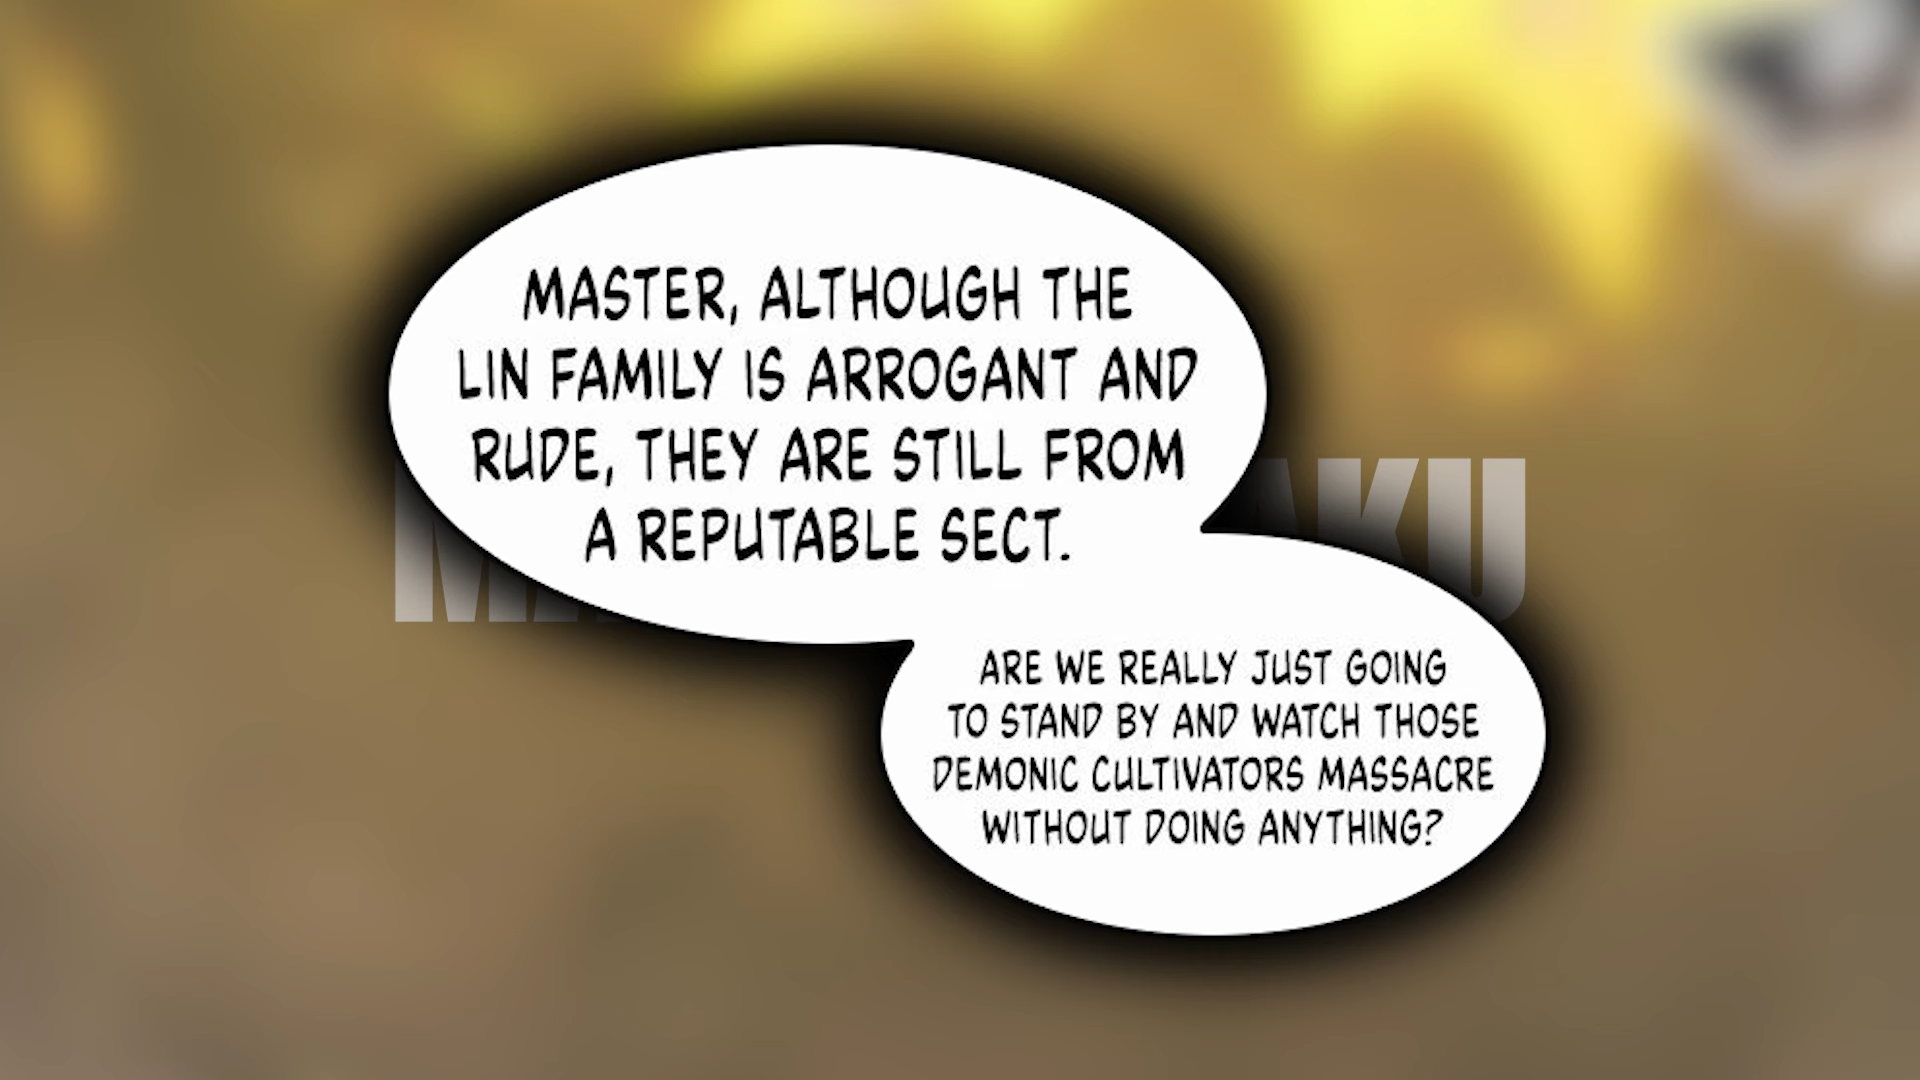 MASTER, ALTHOUGH THE
LIN FAMILY IS ARROGANT AND
RUDE, THEY ARE STILL FROM
A REPUTABLE SECT.
ARE WE REALLY JUST GOING
TO STAND BY AND WATCH THOSE
DEMONIC CULTIVATORS MASSACRE
WITHOUT DOING ANYTHING?